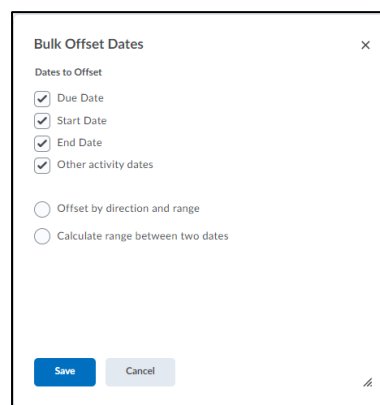 Bulk Offset Dates
Dates to Offset
Due Date
Start Date
End Date
Other activity dates
Offset by direction and range
Calculate range between two dates
Save Cancel